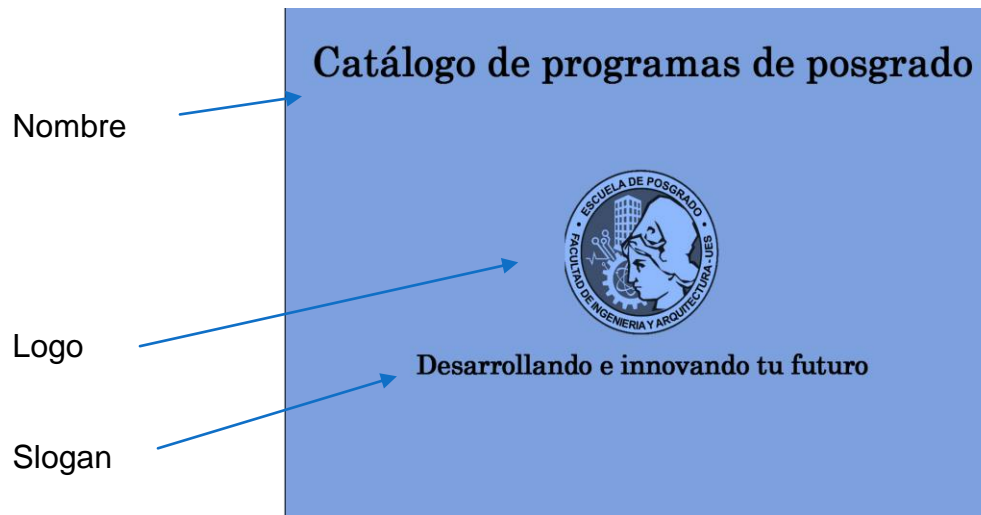 Catálogo de programas de posgrado
Nombre
ESCUELA DE POSGRADO
FACULTAD DE INGENIERIA Y ARQUITECTURA - UES
Logo
Desarrollando e innovando tu futuro
Slogan